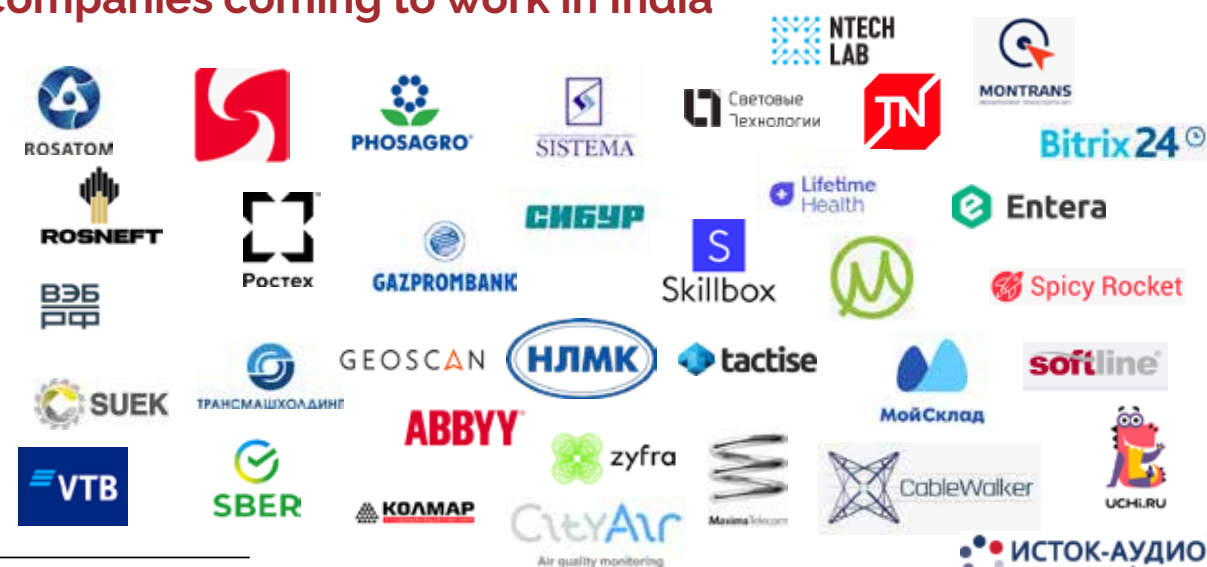 companies coming to work in India
NTECH
LAB
MONTRANS
ROSATOM
PHOSAGRO®
SISTEMA
Световые
Технологии
TN
Bitrix24
ROSNEFT
Ростех
GAZPROMBANK
СИБУР
Lifetime
Health
Entera
S
Skillbox
M
Spicy Rocket
ВЭБ
РФ
SUEK
ТРАНСМАШХОЛДИНГ
GEOSCAN
НЛМК
tactise
МойСклад
softline®
VTB
SBER
ABBYY®
КОЛМАР
zyfra
CityAir
Air quality monitoring
MaximaTelecom
CableWalker
UCHi.RU
ИСТОК-АУДИО